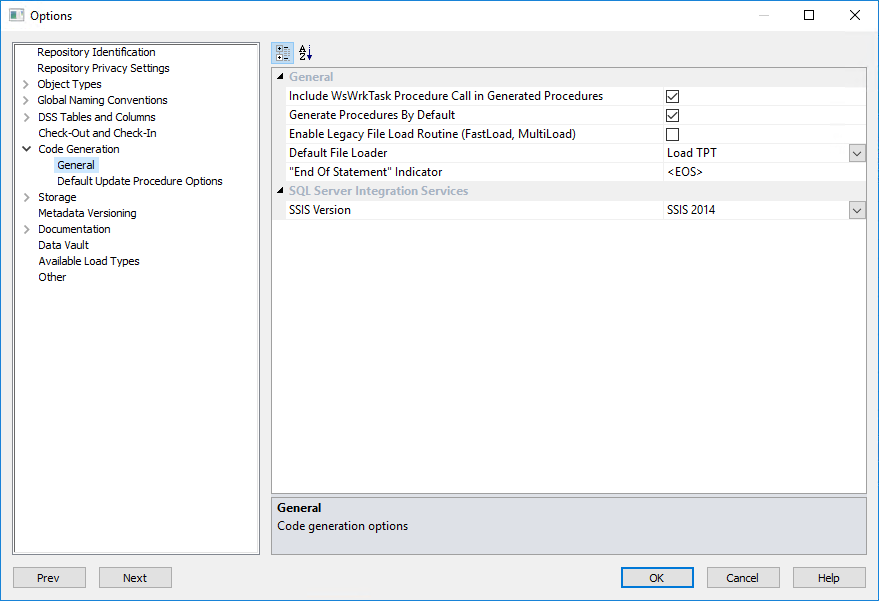 Options
Repository Identification
Repository Privacy Settings
Object Types
Global Naming Conventions
DSS Tables and Columns
Check-Out and Check-In
Code Generation
General
Default Update Procedure Options
Storage
Metadata Versioning
Documentation
Data Vault
Available Load Types
Other
A
Z
General
Include WsWrkTask Procedure Call in Generated Procedures
Generate Procedures By Default
Enable Legacy File Load Routine (FastLoad, MultiLoad)
Default File Loader Load TPT
"End Of Statement" Indicator <EOS>
SQL Server Integration Services
SSIS Version SSIS 2014
General
Code generation options
Prev Next OK Cancel Help